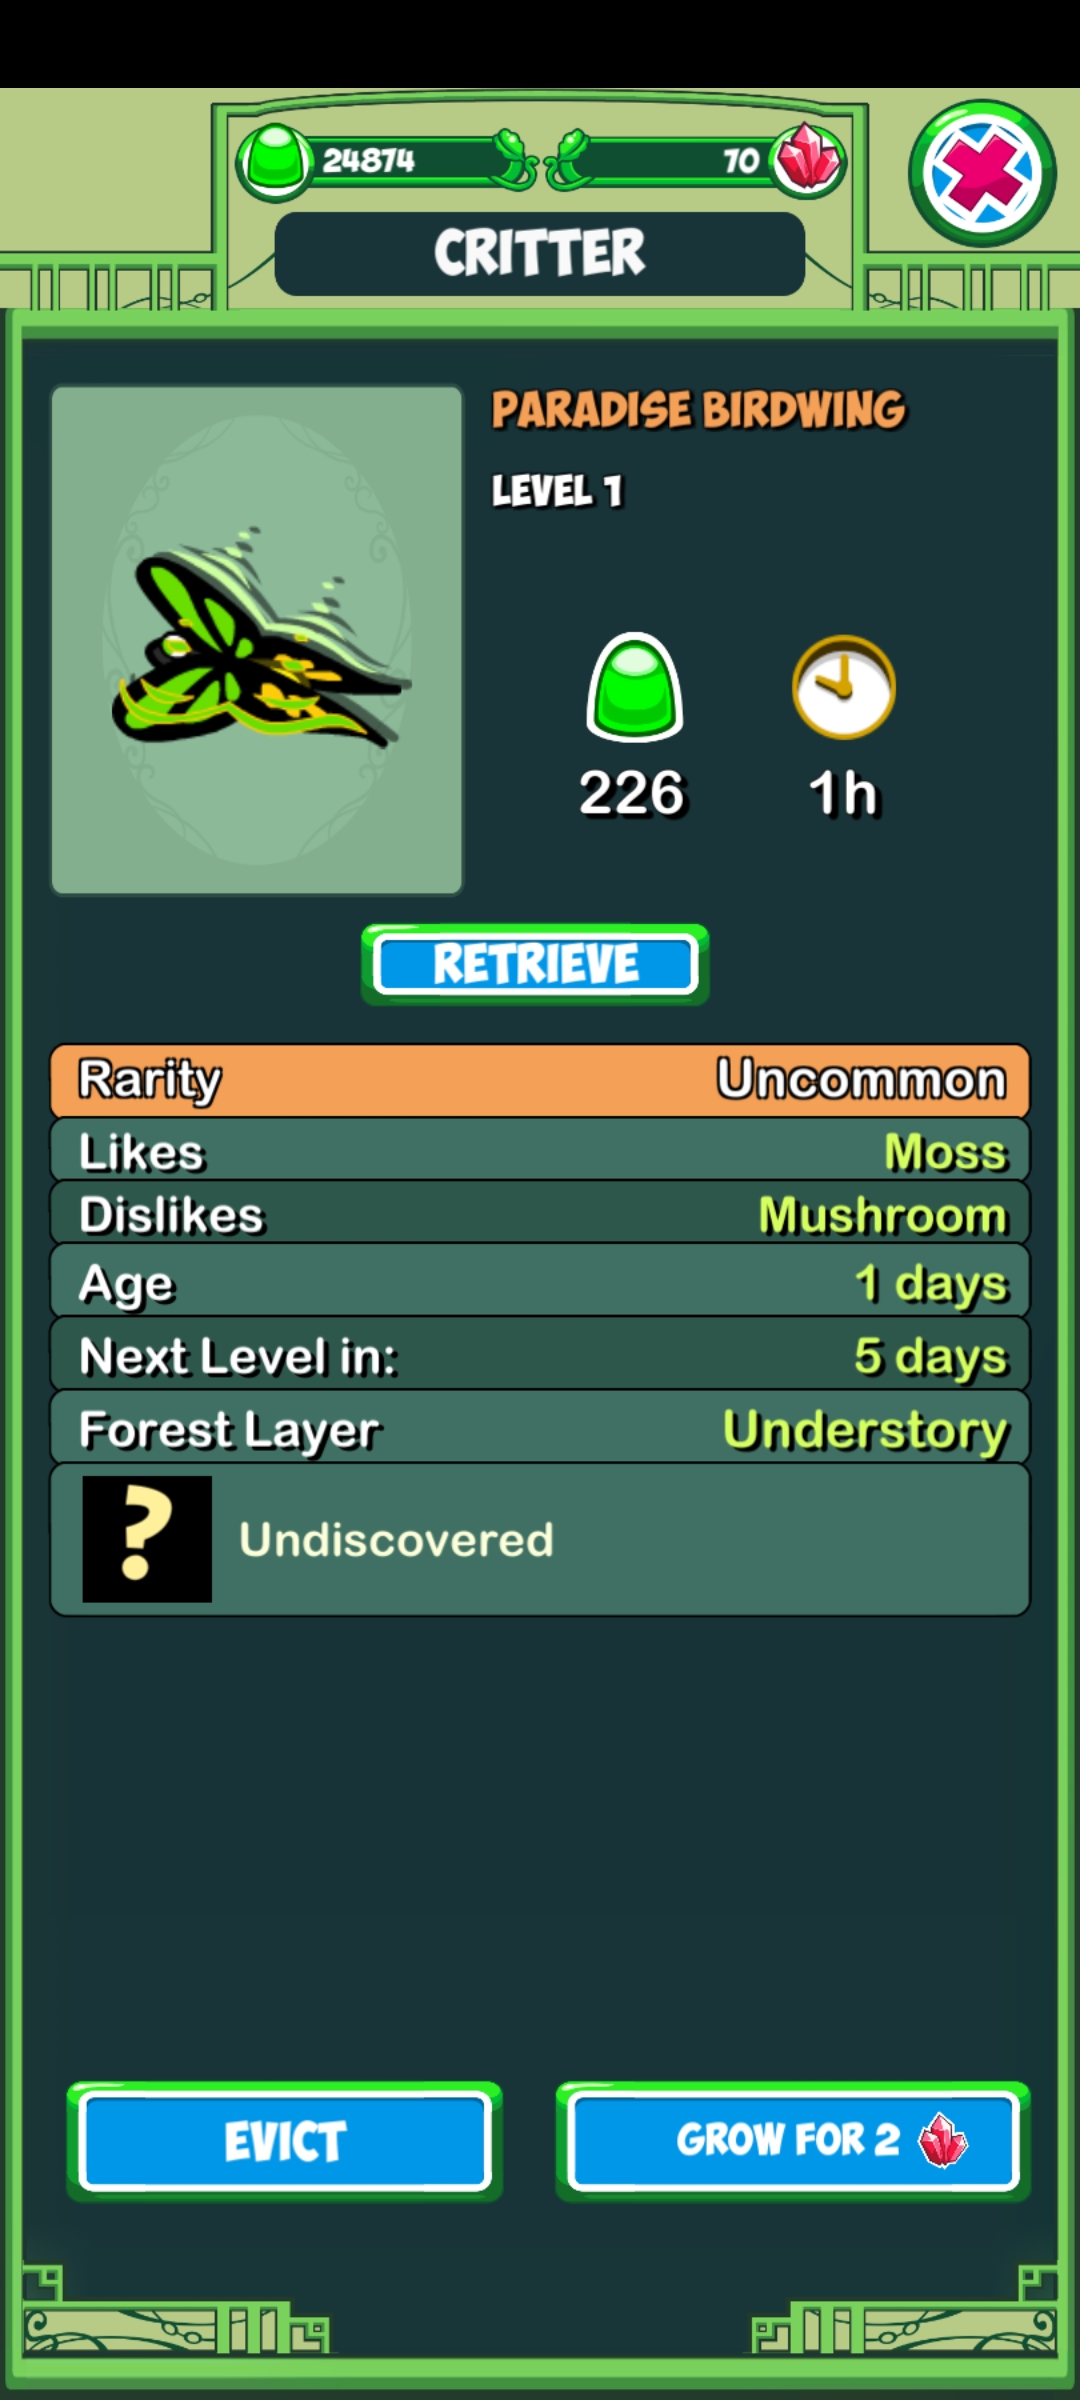 24874
70
CRITTER
PARADISE BIRDWING
LEVEL 1
226
1h
RETRIEVE
Rarity Uncommon
Likes Moss
Dislikes Mushroom
Age 1 days
Next Level in: 5 days
Forest Layer Understory
? Undiscovered
EVICT
GROW FOR 2